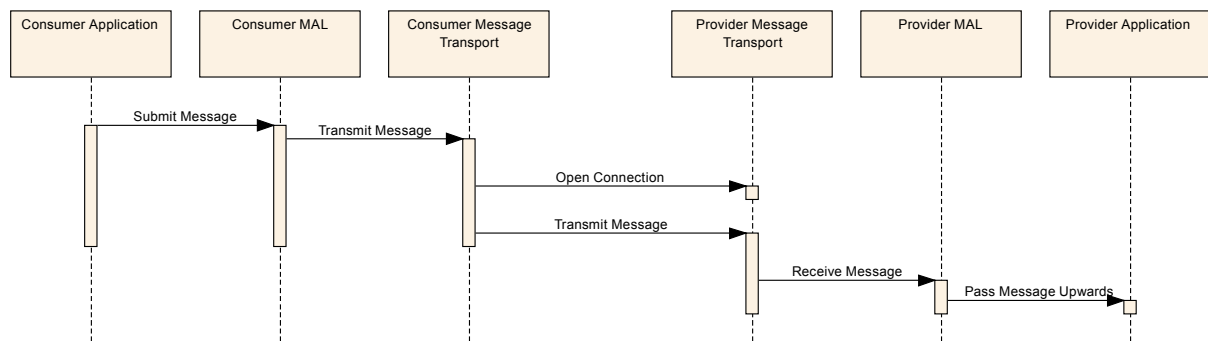 Consumer Application
Consumer MAL
Consumer Message
Transport
Provider Message
Transport
Provider MAL
Provider Application
Submit Message
Transmit Message
Open Connection
Transmit Message
Receive Message
Pass Message Upwards